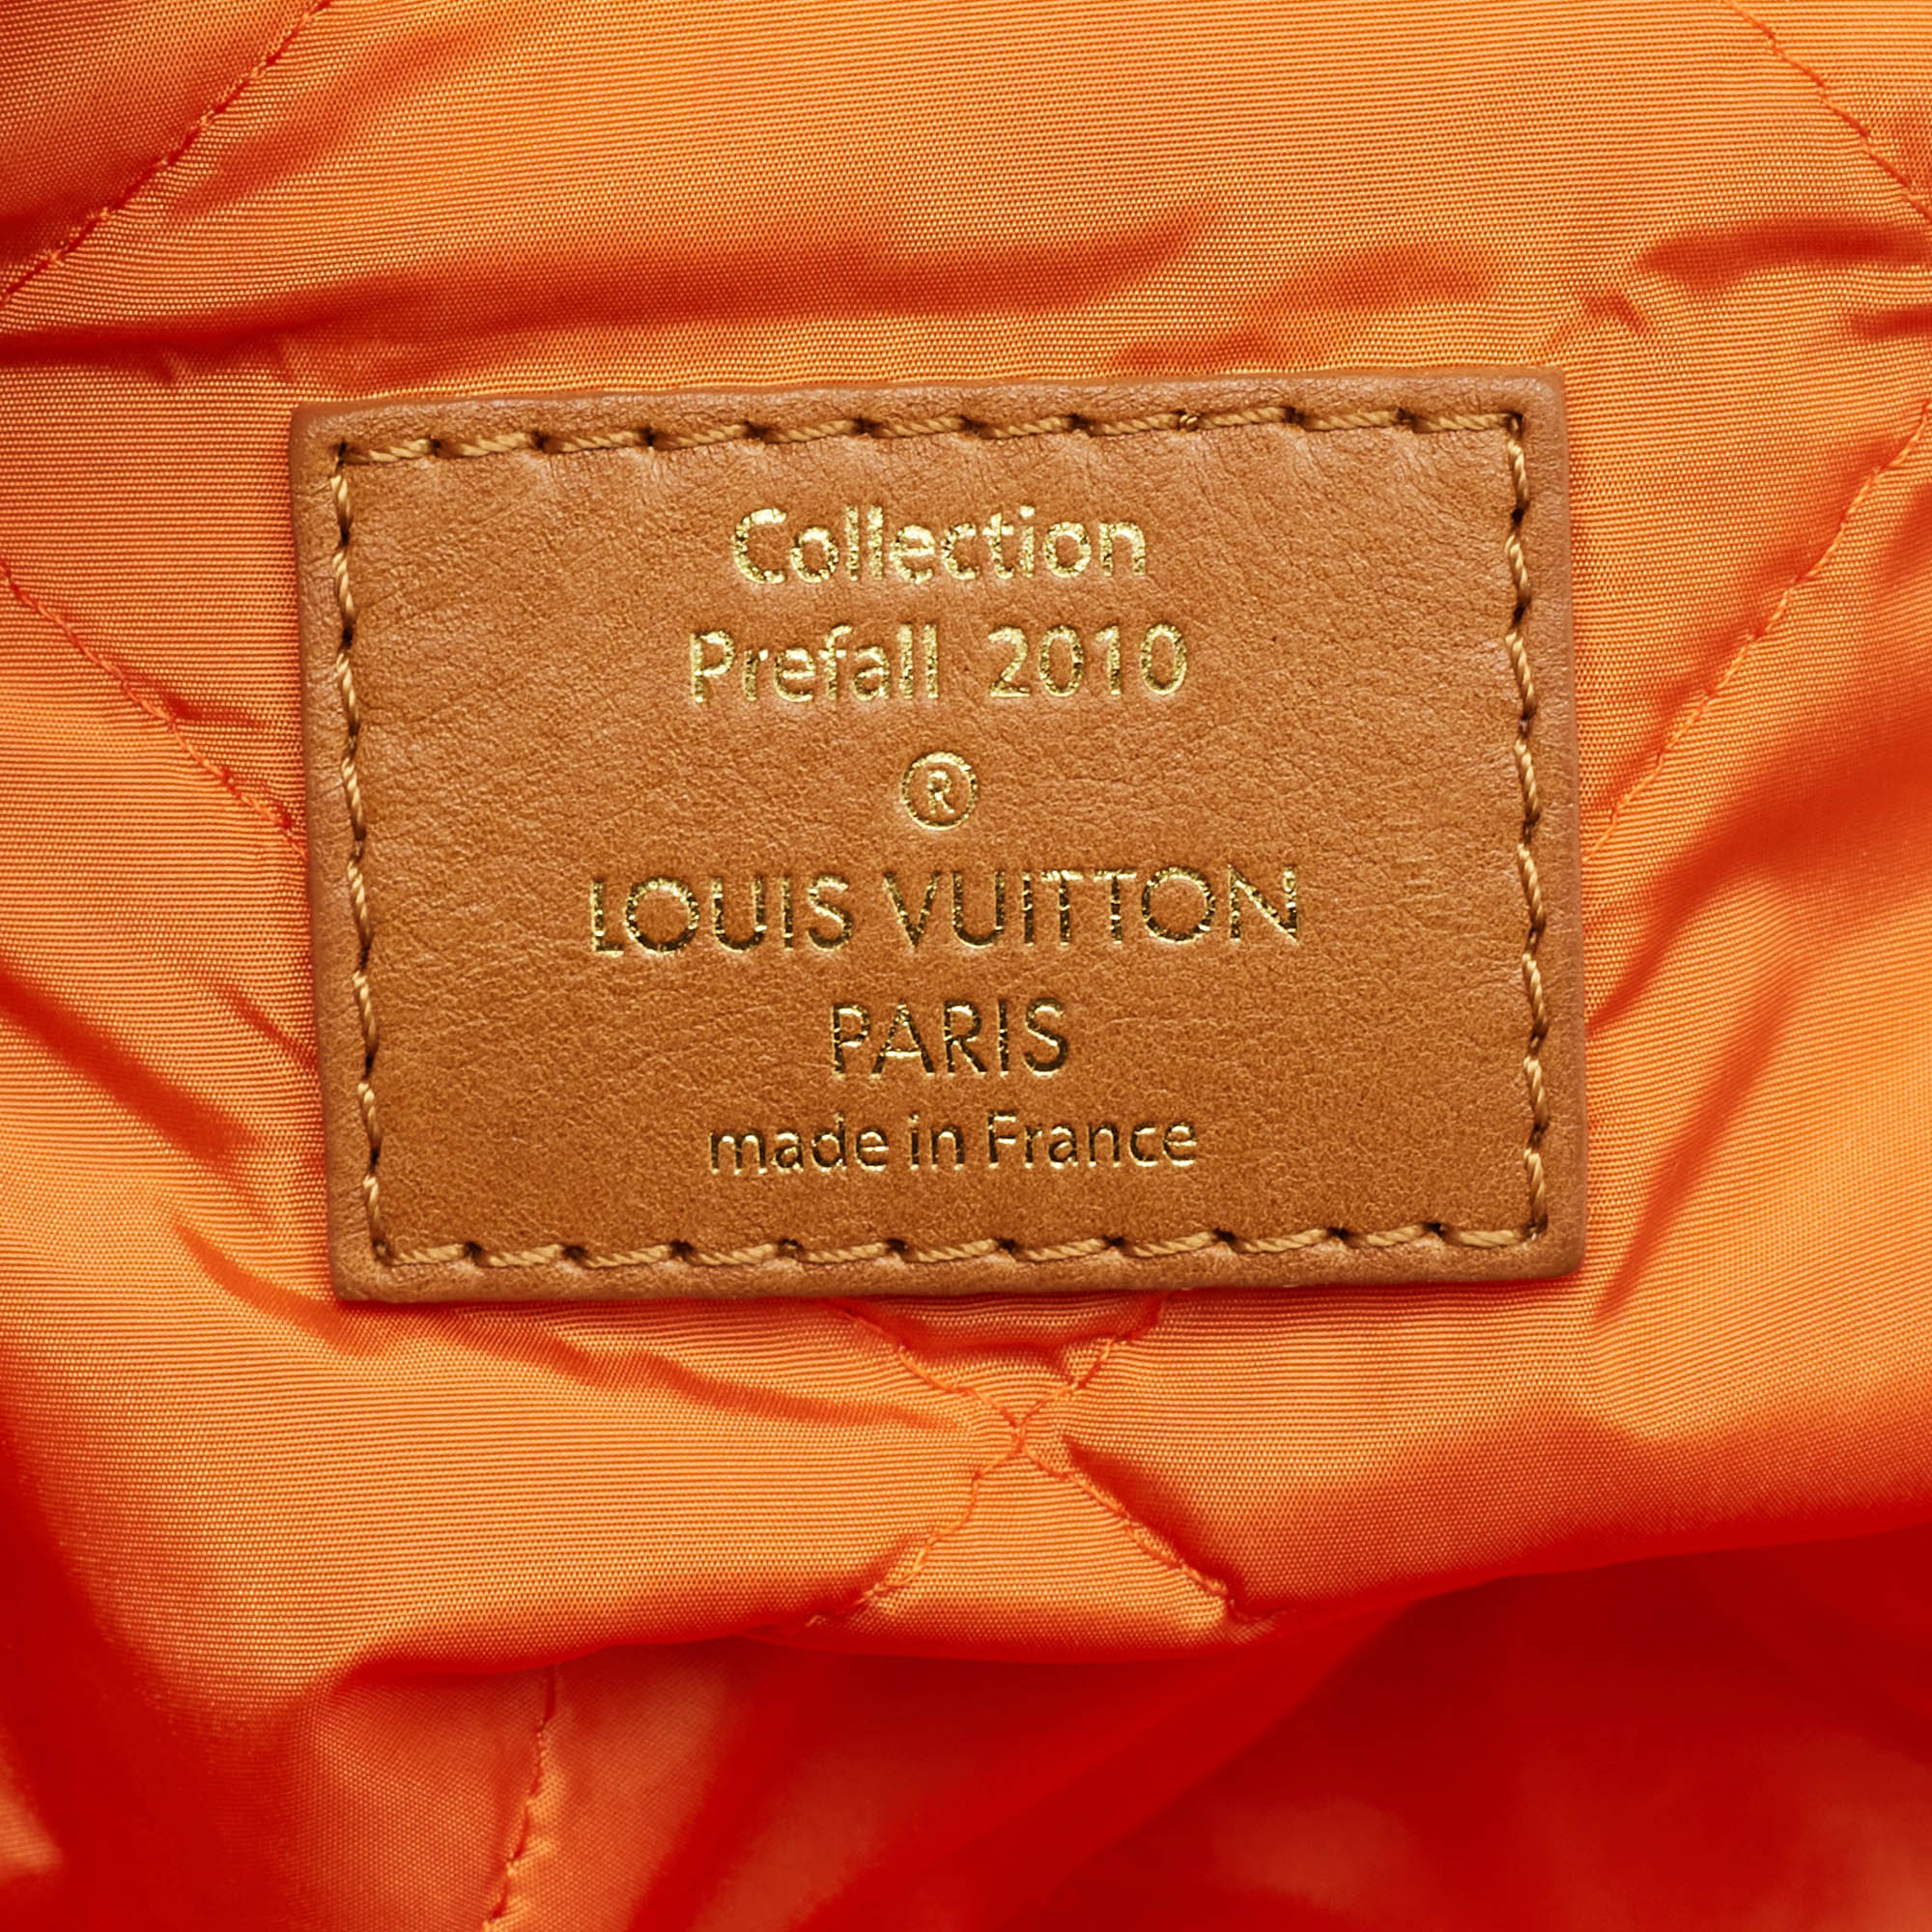 Collection
Prefall 2010
®
LOUIS VUITTON
PARIS
made in France